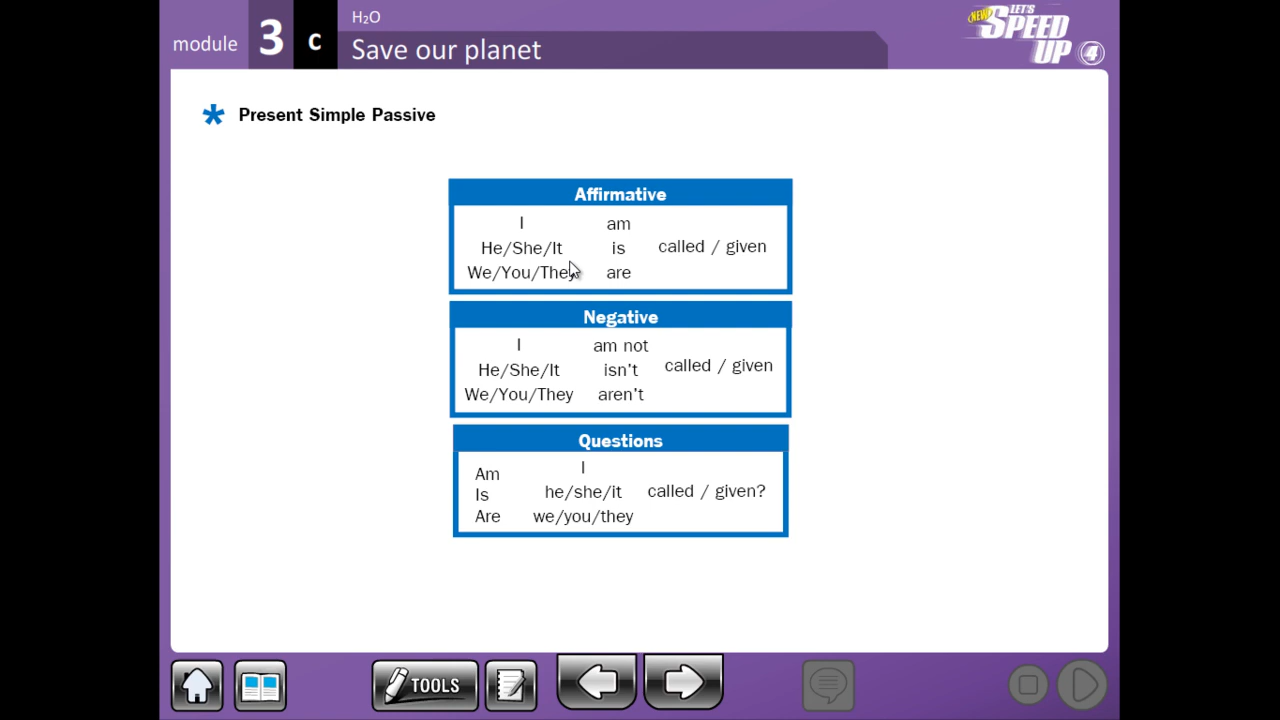 H₂O
module 3 c Save our planet
NEW LET'S SPEED UP 4
* Present Simple Passive
Affirmative
I am
He/She/It is called / given
We/You/They are
Negative
I am not
He/She/It isn't called / given
We/You/They aren't
Questions
Am I
Is he/she/it called / given?
Are we/you/they
TOOLS